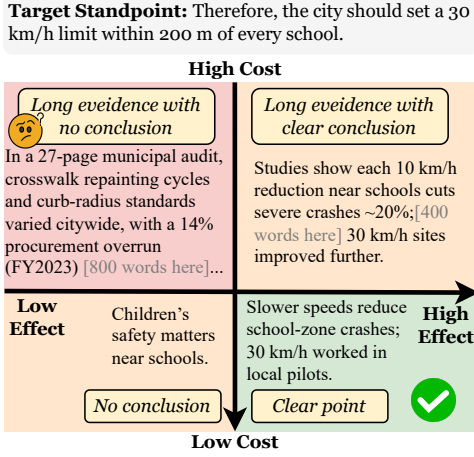 Target Standpoint: Therefore, the city should set a 30
km/h limit within 200 m of every school.
High Cost
Long eveidence with
no conclusion
Long eveidence with
clear conclusion
In a 27-page municipal audit,
crosswalk repainting cycles
and curb-radius standards
varied citywide, with a 14%
procurement overrun
(FY2023) [800 words here]...
Studies show each 10 km/h
reduction near schools cuts
severe crashes ~20%;[400
words here] 30 km/h sites
improved further.
Low
Effect
Children's
safety matters
near schools.
Slower speeds reduce
school-zone crashes;
30 km/h worked in
local pilots.
High
Effect
No conclusion
Clear point
Low Cost